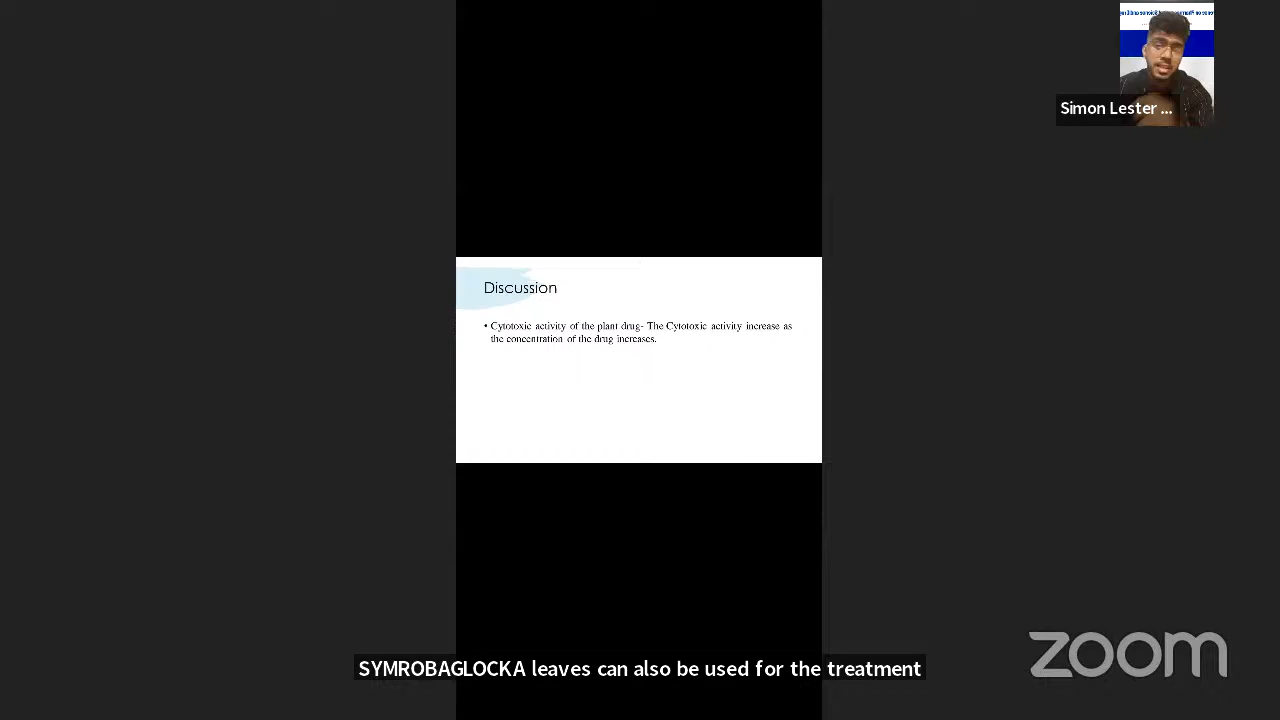 Simon Lester ...
Discussion
• Cytotoxic activity of the plant drug- The Cytotoxic activity increase as
the concentration of the drug increases.
SYMROBAGLOCKA leaves can also be used for the treatment
zoom